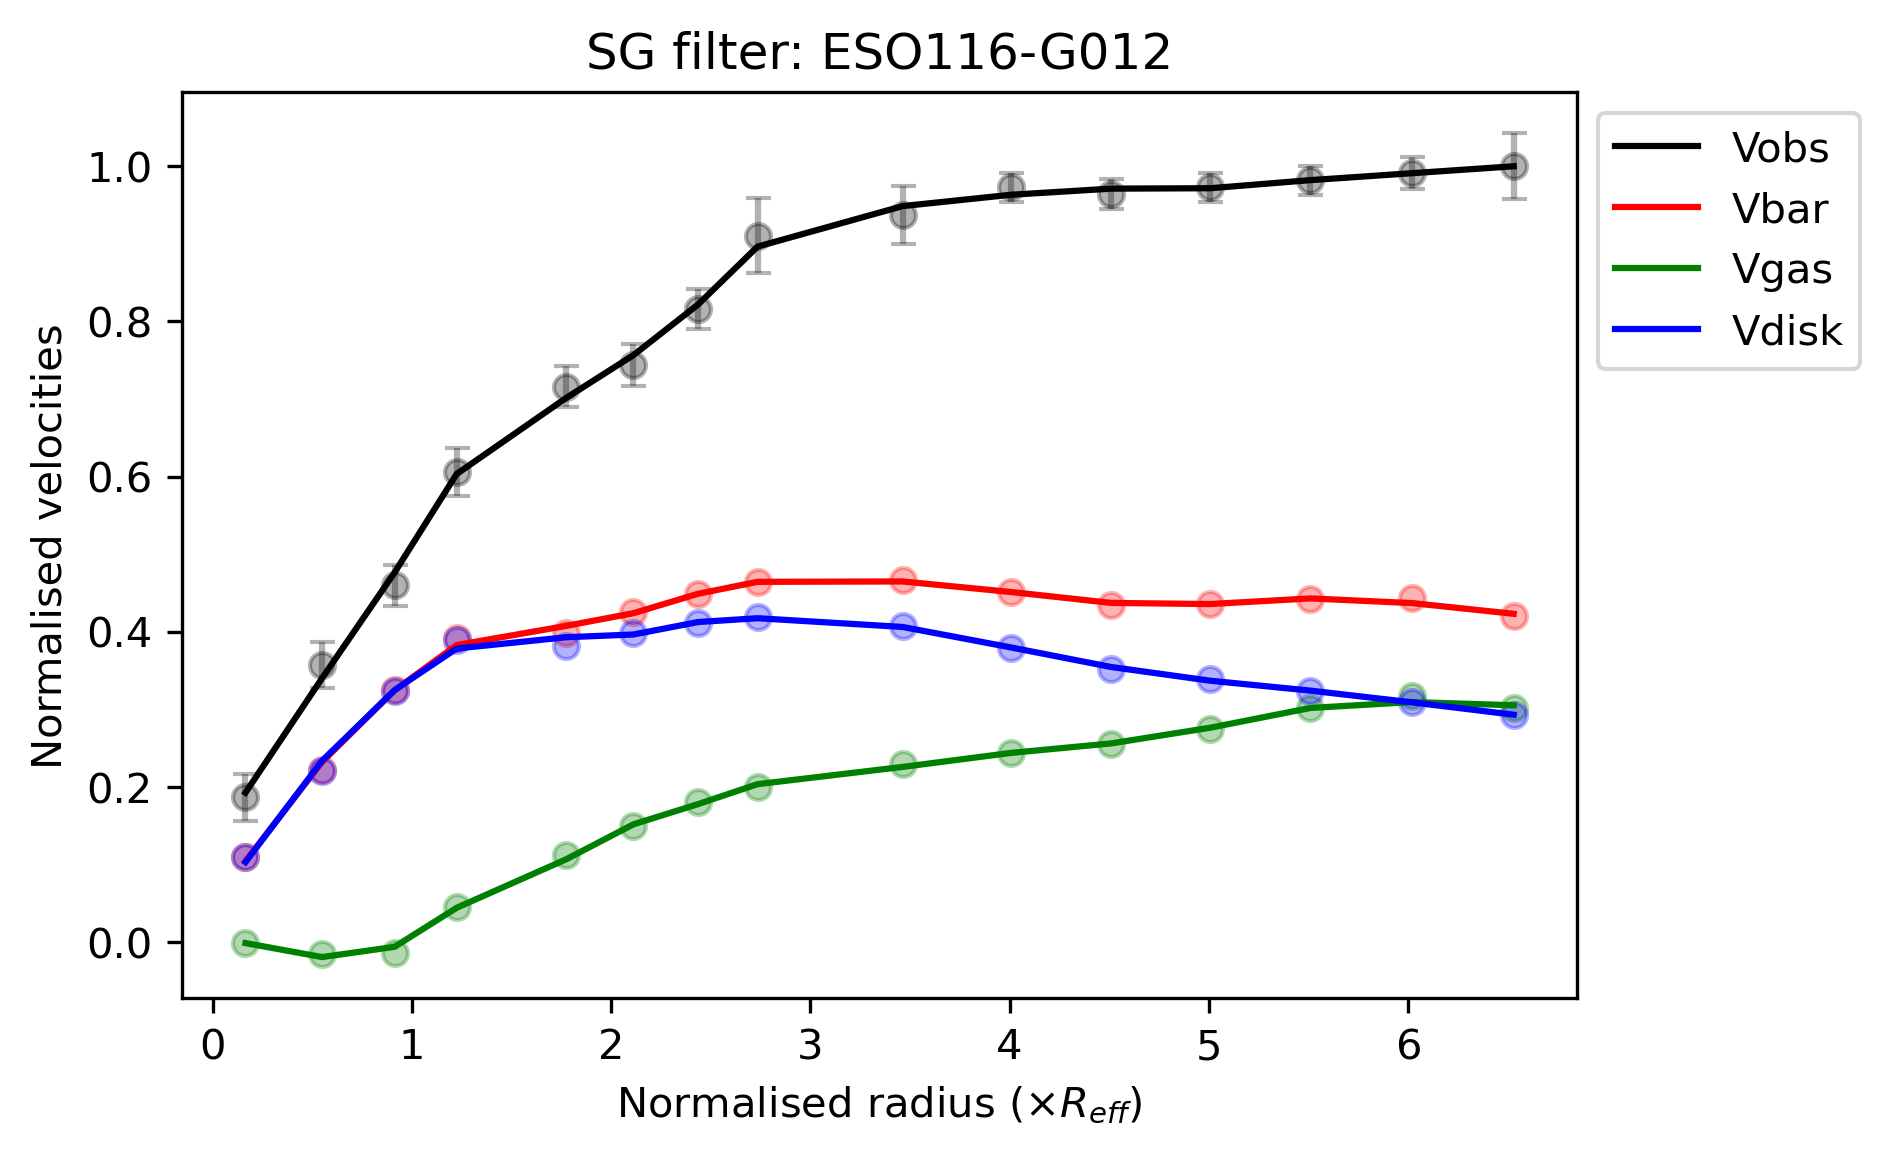 SG filter: ESO116-G012
Vobs
Vbar
Vgas
Vdisk
Normalised velocities
1.0
0.8
0.6
0.4
0.2
0.0
0 1 2 3 4 5 6
Normalised radius (×R_eff)